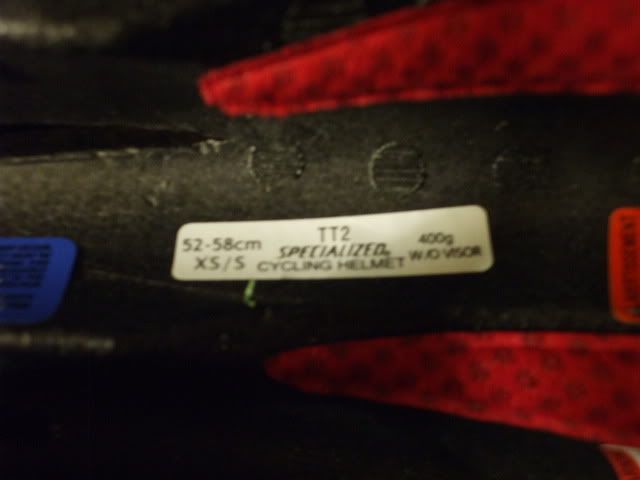 52-58cm
XS/S
TT2
SPECIALIZED
CYCLING HELMET
400g
W/O VISOR